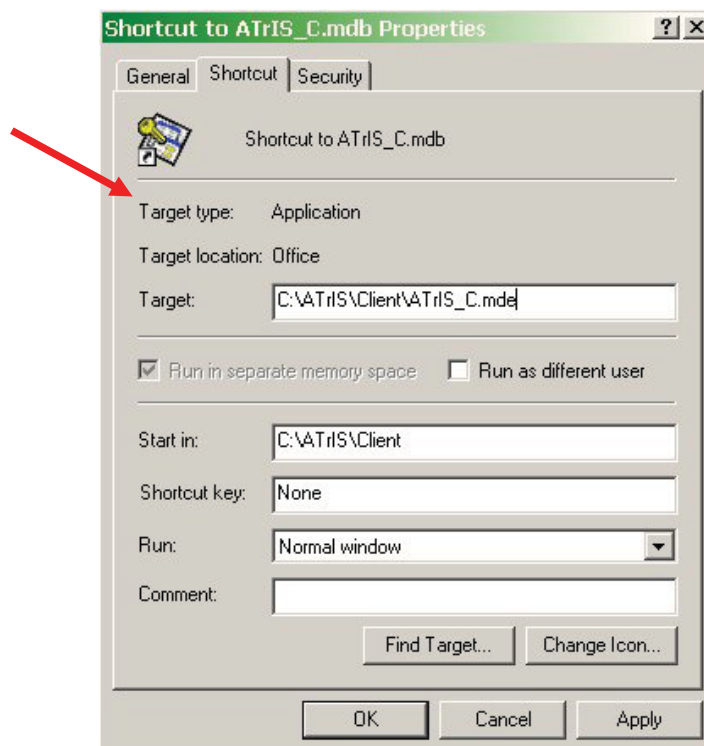 Shortcut to ATrIS_C.mdb Properties
General Shortcut Security
Shortcut to ATrIS_C.mdb
Target type: Application
Target location: Office
Target: C:\ATrIS\Client\ATrIS_C.mde
Run in separate memory space Run as different user
Start in: C:\ATrIS\Client
Shortcut key: None
Run: Normal window
Comment:
Find Target... Change Icon...
OK Cancel Apply